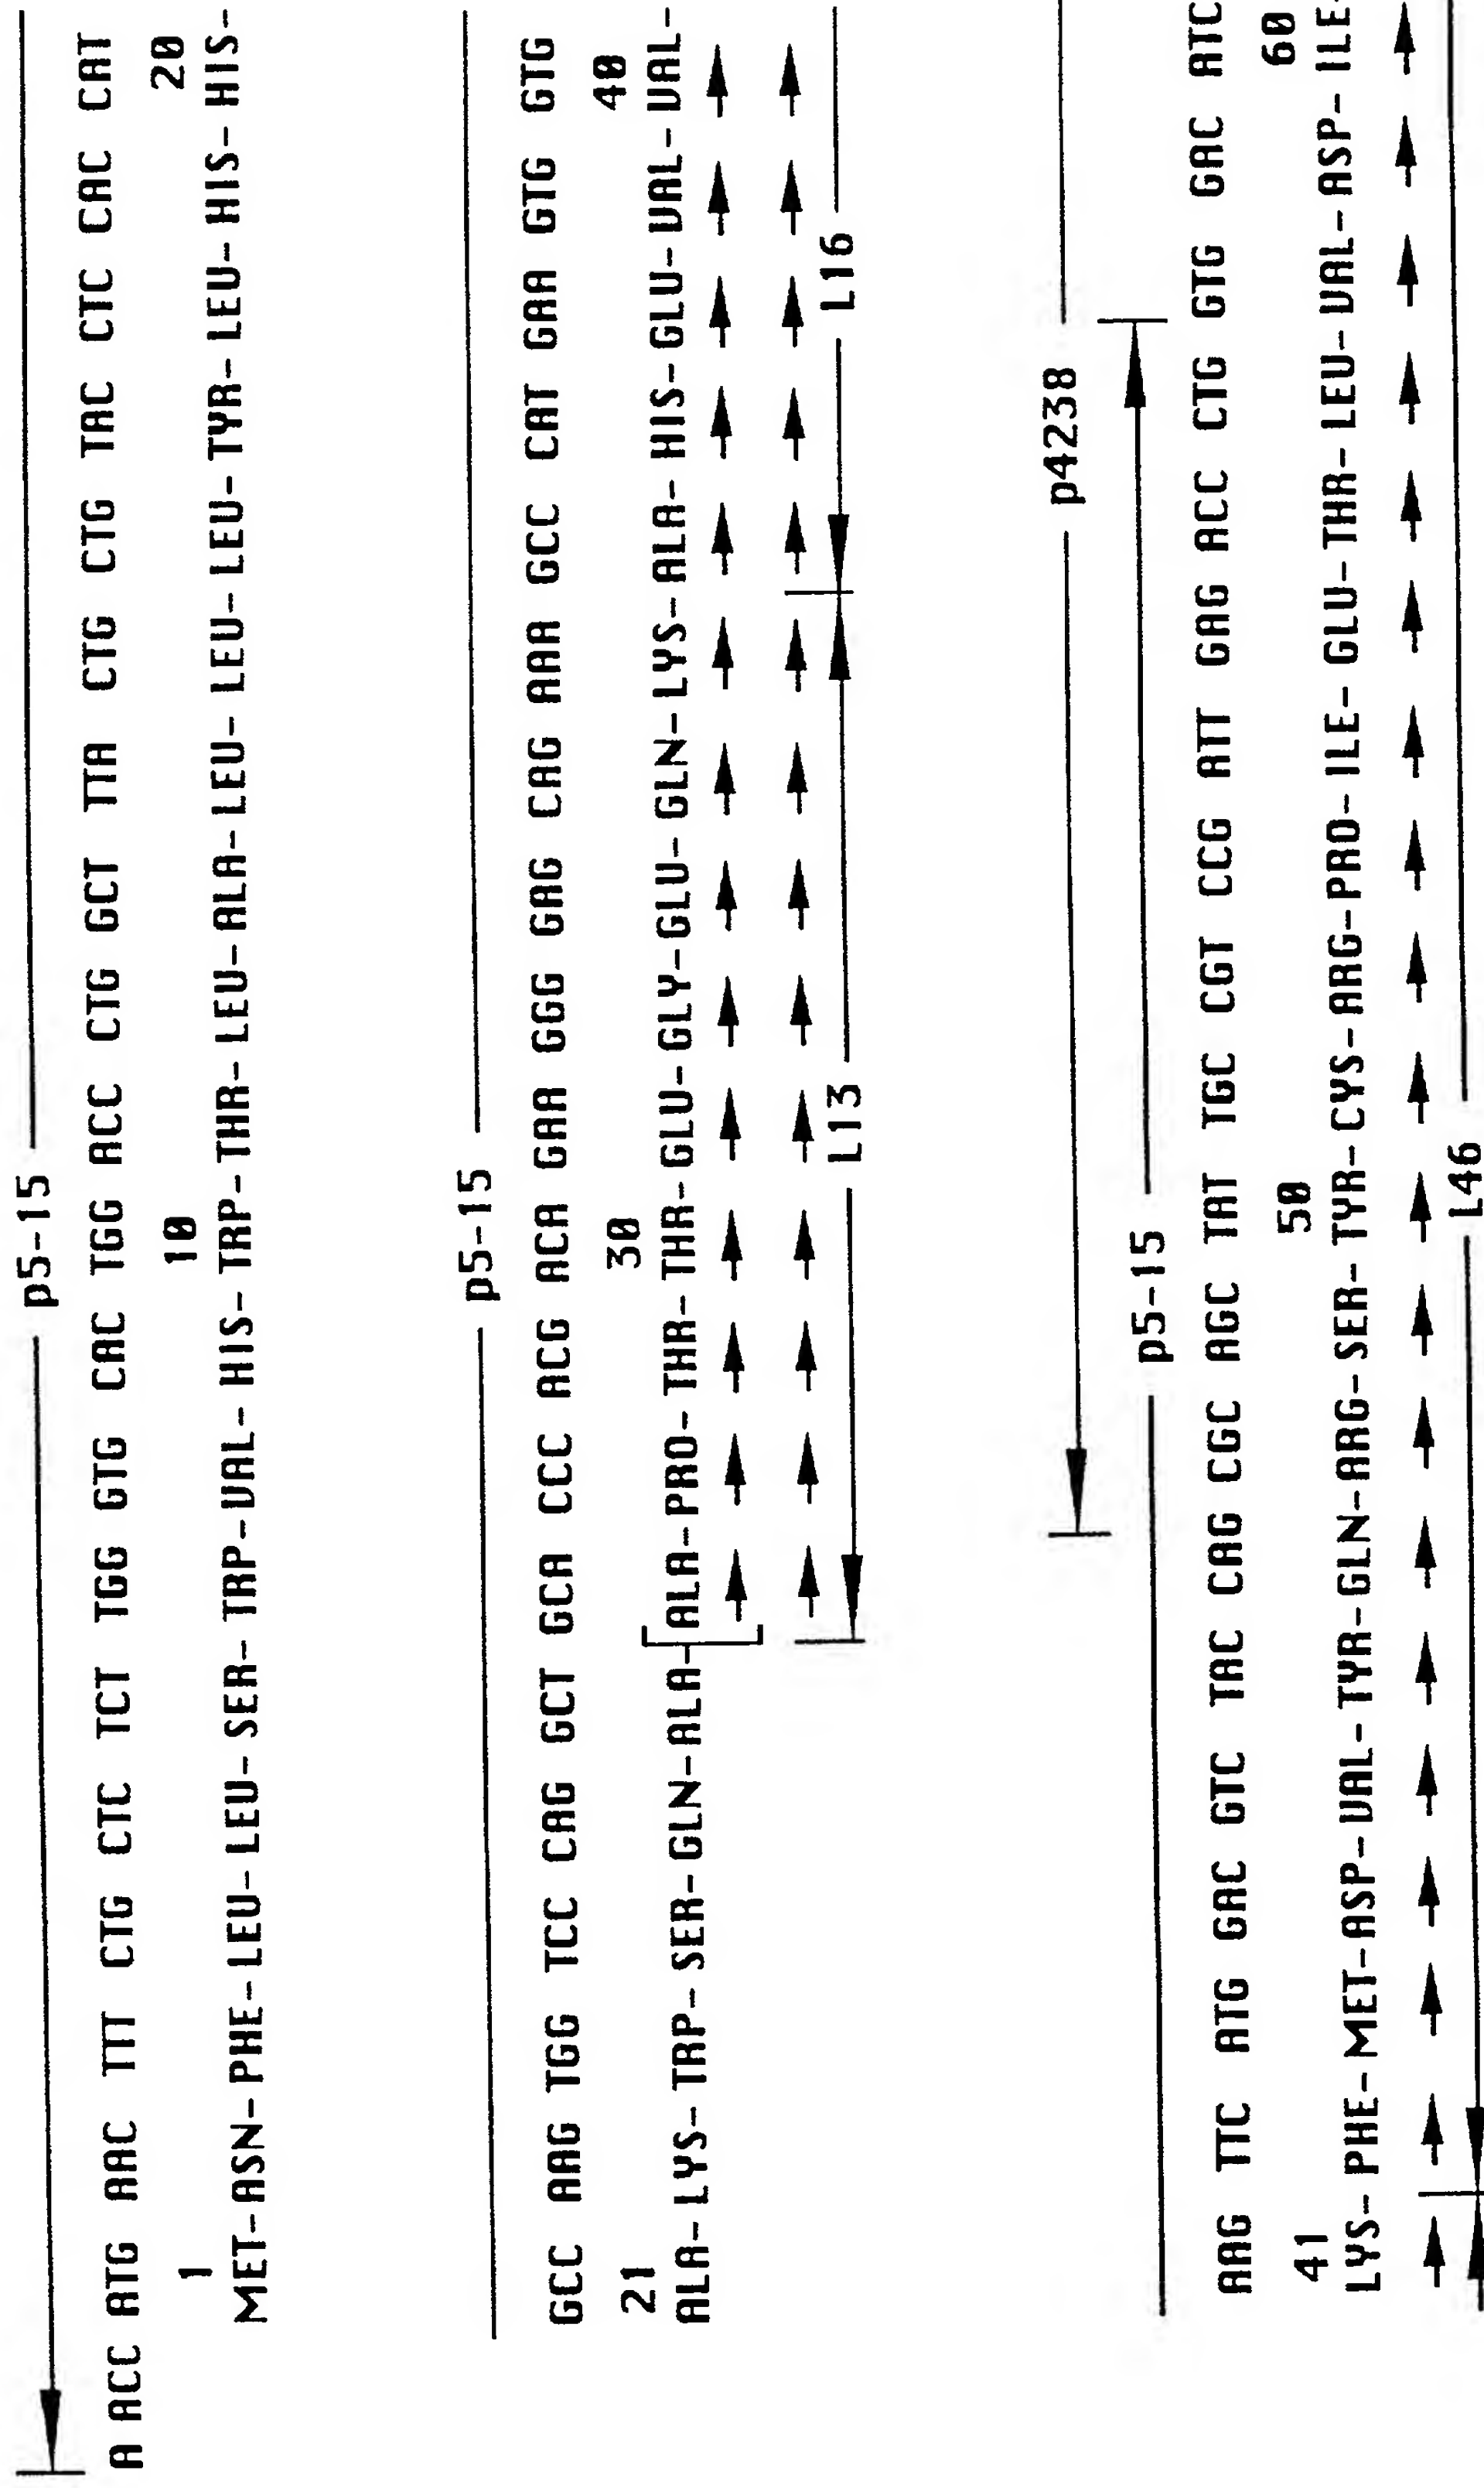 p5-15
A ACC ATG AAC TTT CTG CTC TCT TGG GTG CAC TGG ACC CTG GCT TTA CTG CTG TAC CTC CAC CAT
1 10 20
MET-ASN-PHE-LEU-LEU-SER-TRP-VAL-HIS-TRP-THR-LEU-ALA-LEU-LEU-LEU-TYR-LEU-HIS-HIS-
p5-15
GCC AAG TGG TCC CAG GCT GCA CCC ACG ACA GAA GGG GAG CAG AAA GCC CAT GAA GTG GTG
21 30 40
ALA-LYS-TRP-SER-GLN-ALA-ALA-PRO-THR-THR-GLU-GLY-GLU-GLN-LYS-ALA-HIS-GLU-VAL-VAL-
L13 L16
p4238
p5-15
AAG TTC ATG GAC GTC TAC CAG CGC AGC TAT TGC CGT CCG ATT GAG ACC CTG GTG GAC ATC
41 50 60
LYS-PHE-MET-ASP-VAL-TYR-GLN-ARG-SER-TYR-CYS-ARG-PRO-ILE-GLU-THR-LEU-VAL-ASP-ILE-
L46